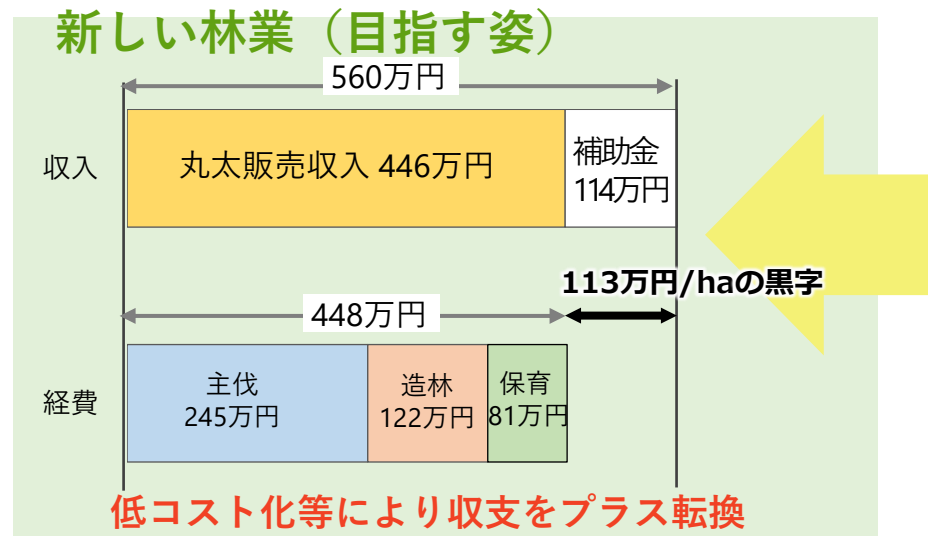 新しい林業（目指す姿）
560万円
収入
丸太販売収入 446万円
補助金
114万円
113万円/haの黒字
448万円
経費
主伐
245万円
造林
122万円
保育
81万円
低コスト化等により収支をプラス転換